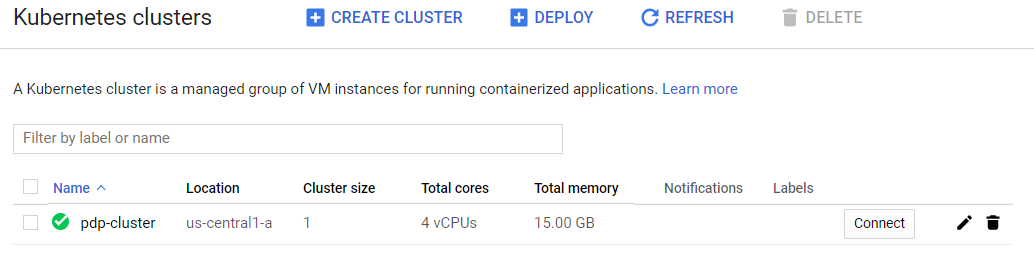 Kubernetes clusters CREATE CLUSTER DEPLOY REFRESH DELETE
A Kubernetes cluster is a managed group of VM instances for running containerized applications. Learn more
Filter by label or name
Name Location Cluster size Total cores Total memory Notifications Labels
pdp-cluster us-central1-a 1 4 vCPUs 15.00 GB Connect